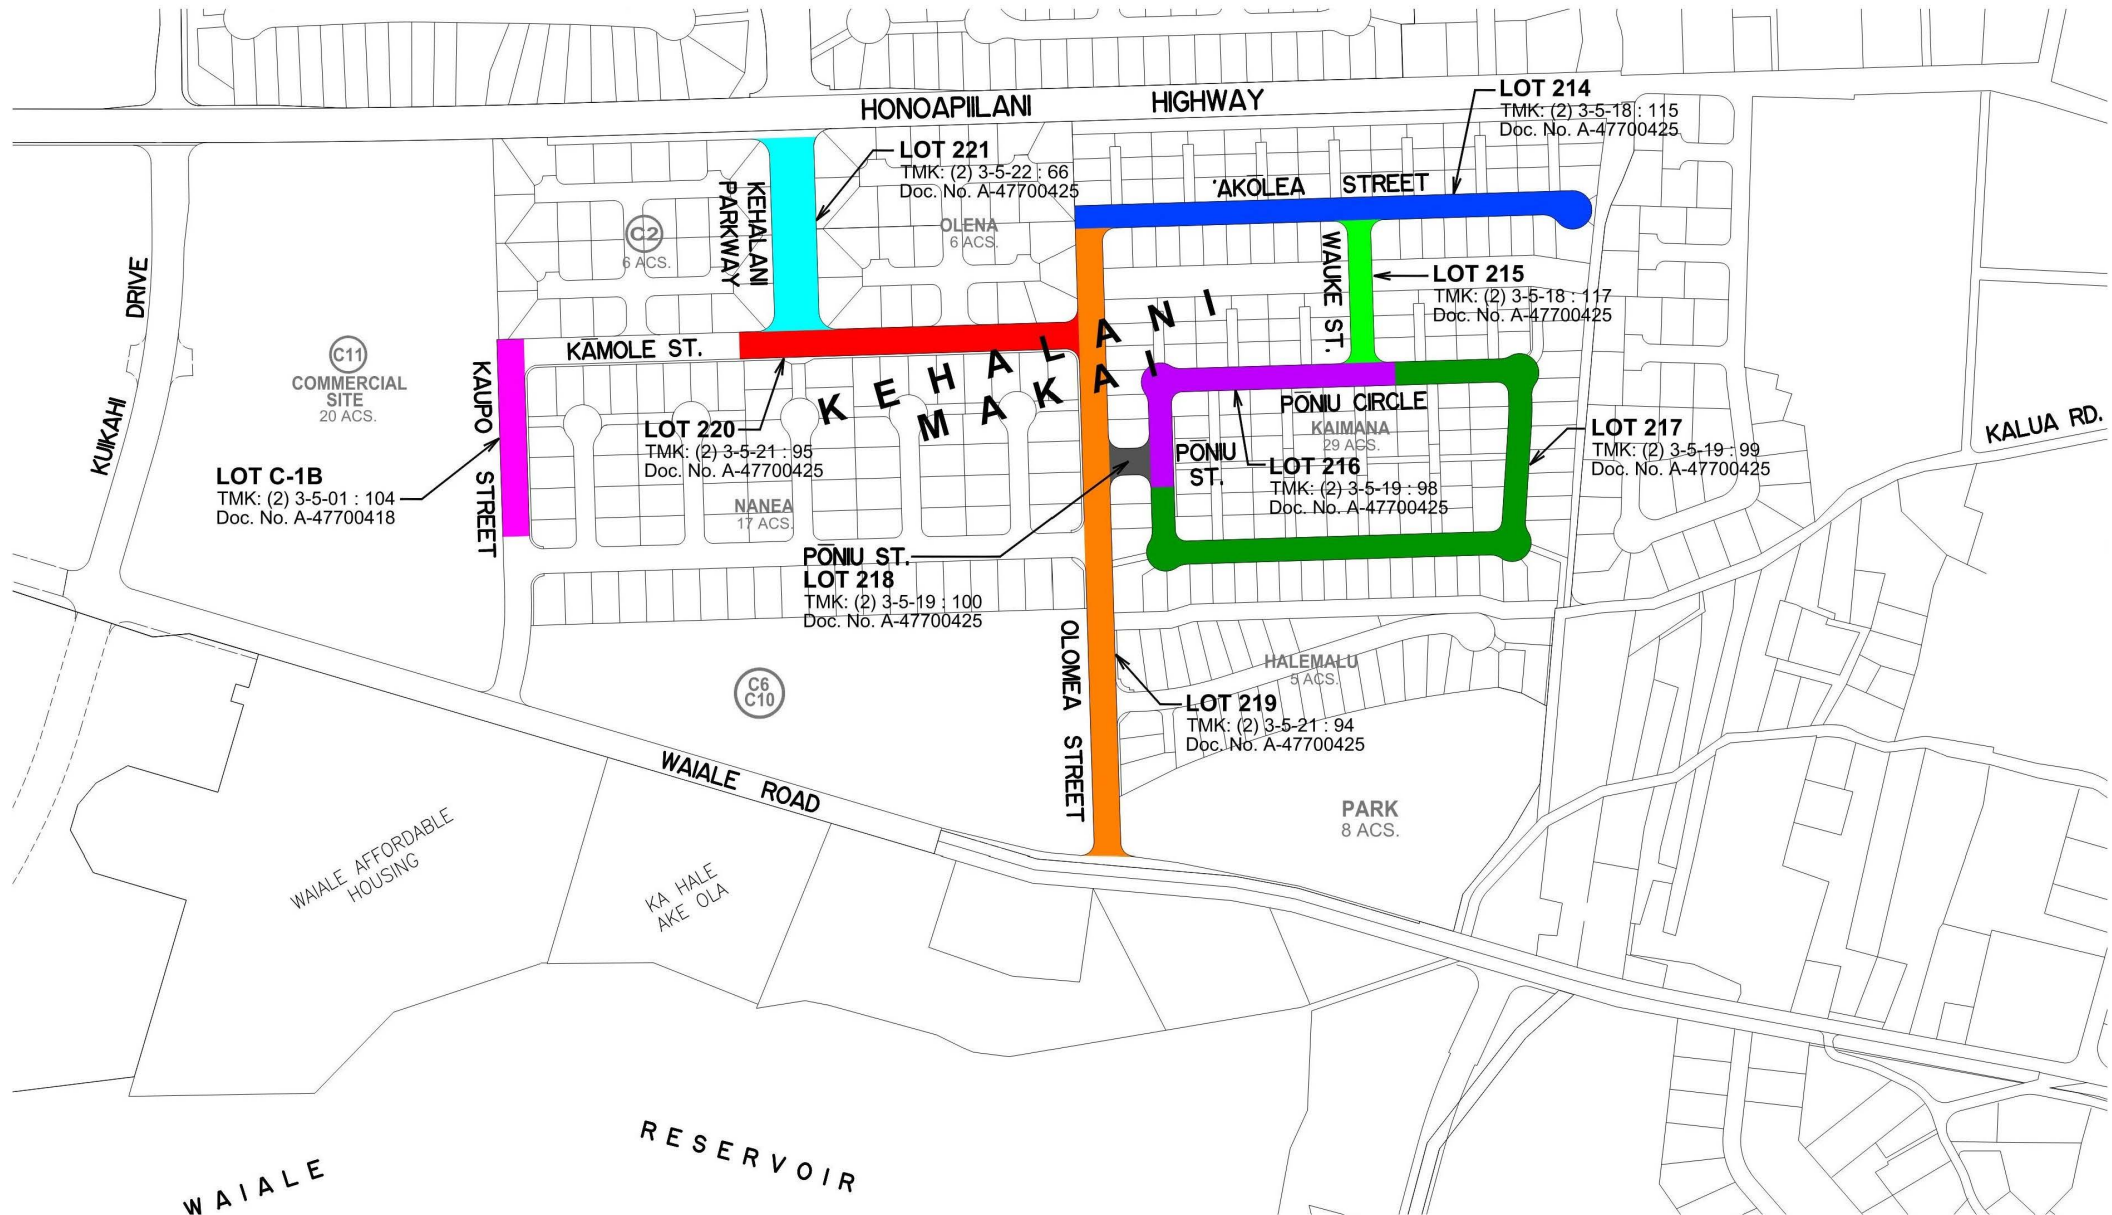 HONOAPIILANI HIGHWAY
LOT 214
TMK: (2) 3-5-18 : 115
Doc. No. A-47700425
LOT 221
TMK: (2) 3-5-22 : 66
Doc. No. A-47700425
KEHALANI
PARKWAY
'AKŌLEA STREET
C2
6 ACS.
OLENA
6 ACS.
WAUKE ST.
LOT 215
TMK: (2) 3-5-18 : 117
Doc. No. A-47700425
KUIKAHI DRIVE
C11
COMMERCIAL
SITE
20 ACS.
KĀMOLE ST.
KAUPO STREET
KEHALANI
MAKAI
PŌNIU CIRCLE
KAIMANA
29 ACS.
LOT 217
TMK: (2) 3-5-19 : 99
Doc. No. A-47700425
KALUA RD.
LOT 220
TMK: (2) 3-5-21 : 95
Doc. No. A-47700425
PŌNIU
ST.
LOT 216
TMK: (2) 3-5-19 : 98
Doc. No. A-47700425
LOT C-1B
TMK: (2) 3-5-01 : 104
Doc. No. A-47700418
NANEA
17 ACS.
PŌNIU ST.
LOT 218
TMK: (2) 3-5-19 : 100
Doc. No. A-47700425
OLOMEA STREET
HALEMALU
5 ACS.
C6
C10
LOT 219
TMK: (2) 3-5-21 : 94
Doc. No. A-47700425
WAIALE ROAD
PARK
8 ACS.
WAIALE AFFORDABLE
HOUSING
KA HALE
AKE OLA
WAIALE RESERVOIR